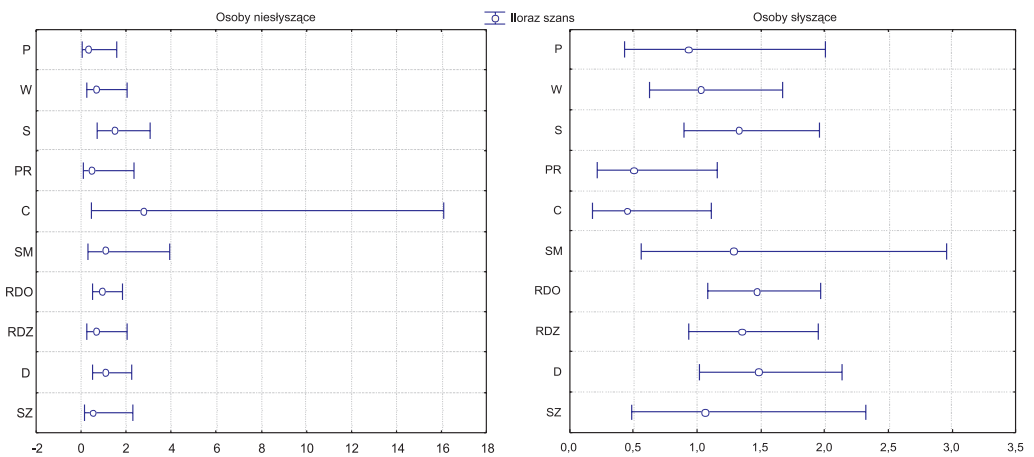 Osoby niesłyszące
Iloraz szans
Osoby słyszące
P
W
S
PR
C
SM
RDO
RDZ
D
SZ
-2 0 2 4 6 8 10 12 14 16 18
P
W
S
PR
C
SM
RDO
RDZ
D
SZ
0,0 0,5 1,0 1,5 2,0 2,5 3,0 3,5